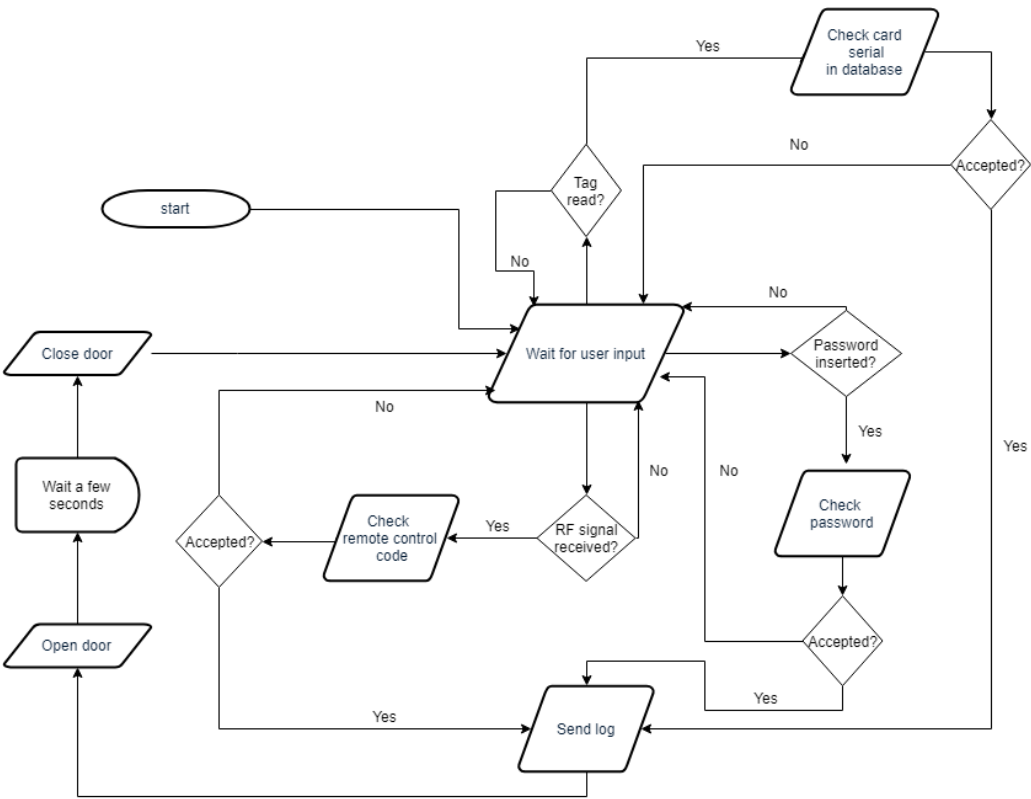 Check card
serial
in database
Yes
No
Accepted?
Tag
read?
start
No
No
Close door
Wait for user input
Password
inserted?
No
Yes
Yes
Wait a few
seconds
No
No
Check
password
Check
remote control
code
Yes
RF signal
received?
Accepted?
Open door
Accepted?
Yes
Yes
Send log